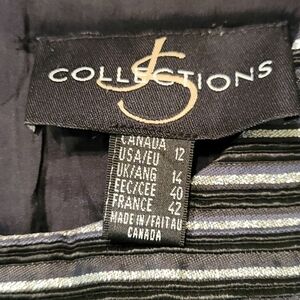 JS
COLLECTIONS
CANADA 12
USA/EU 14
UK/ANG 40
EEC/CEE 42
FRANCE
MADE IN/FAIT AU
CANADA